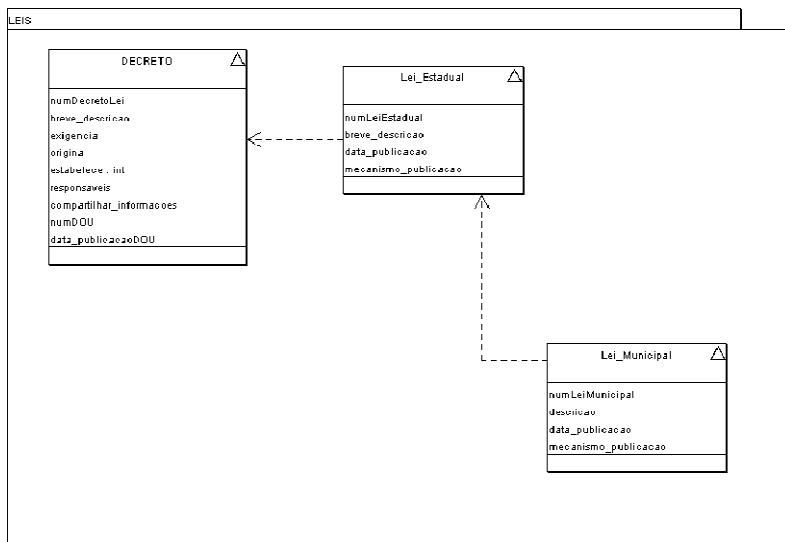 LEIS
DECRETO
numDecretoLei
breve_descricao
exigencia
origina
estabelece : int
responsaveis
compartilhar_informacoes
numDOU
data_publicacaoDOU
Lei_Estadual
numLeiEstadual
breve_descricao
data_publicacao
mecanismo_publicacao
Lei_Municipal
numLeiMunicipal
descricao
data_publicacao
mecanismo_publicacao